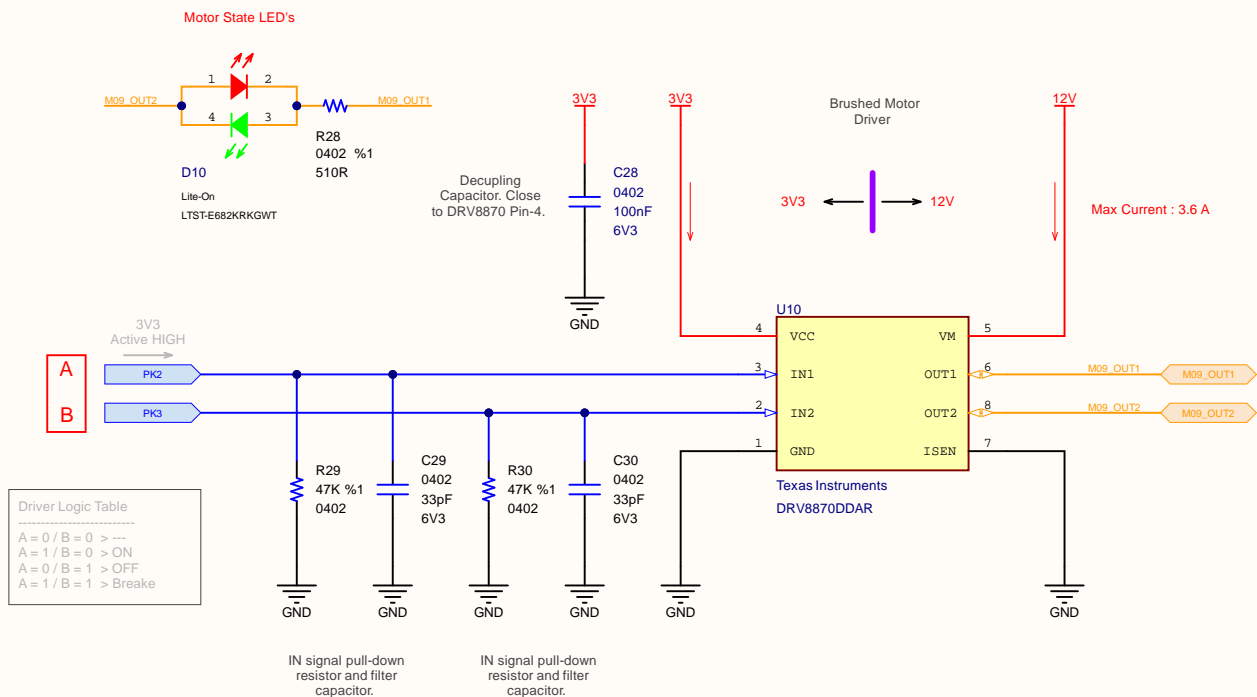 Motor State LED's
1
2
M09_OUT2
M09_OUT1
4
3
R28
0402 %1
510R
D10
Lite-On
LTST-E682KRKGWT
3V3
Decupling
Capacitor. Close
to DRV8870 Pin-4.
C28
0402
100nF
6V3
GND
3V3
Brushed Motor
Driver
3V3
12V
12V
Max Current : 3.6 A
U10
4
VCC
VM
5
3
IN1
OUT1
6
M09_OUT1
M09_OUT1
2
IN2
OUT2
8
M09_OUT2
M09_OUT2
1
GND
ISEN
7
Texas Instruments
DRV8870DDAR
GND
GND
3V3
Active HIGH
A
PK2
B
PK3
R29
47K %1
0402
C29
0402
33pF
6V3
R30
47K %1
0402
C30
0402
33pF
6V3
GND
GND
GND
GND
Driver Logic Table
--------------------------
A = 0 / B = 0 > ---
A = 1 / B = 0 > ON
A = 0 / B = 1 > OFF
A = 1 / B = 1 > Breake
IN signal pull-down
resistor and filter
capacitor.
IN signal pull-down
resistor and filter
capacitor.